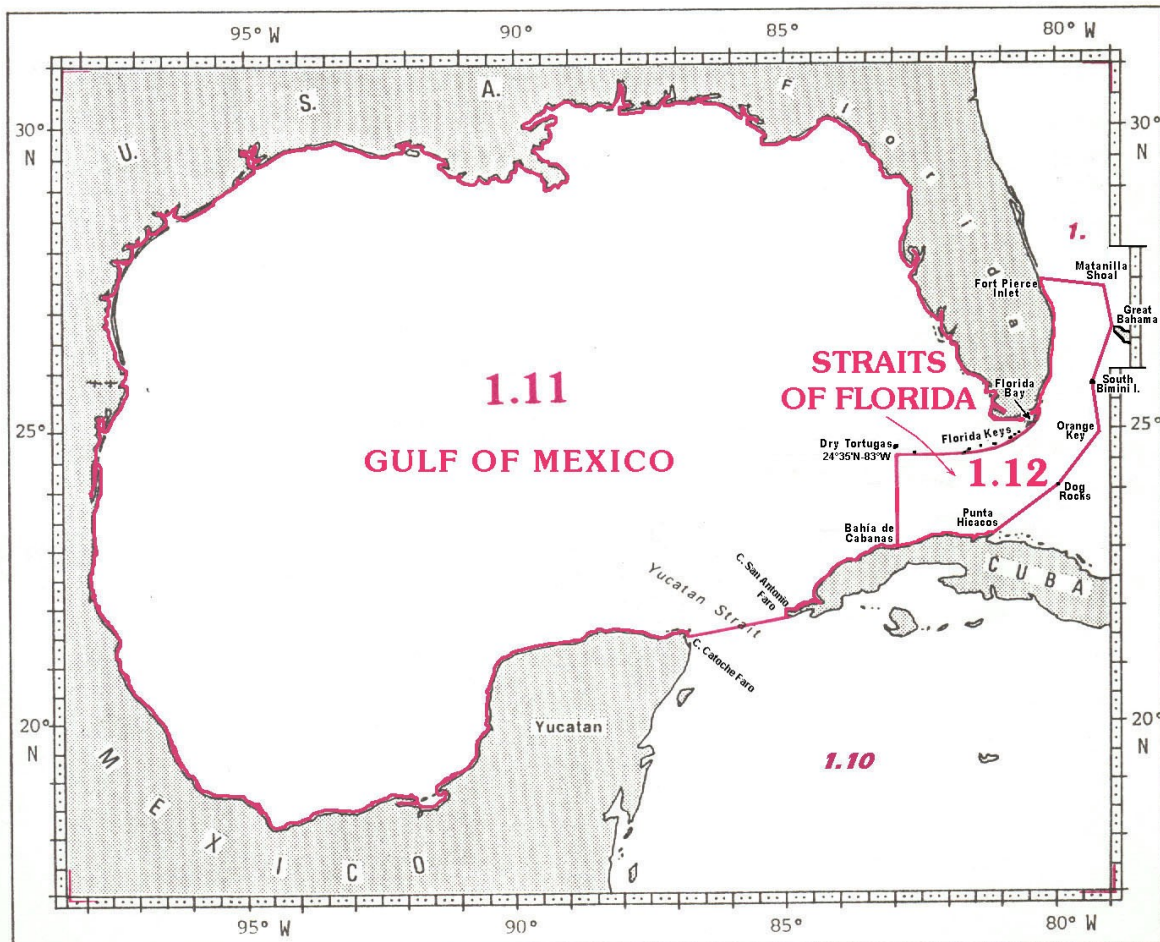 95° W
90°
85°
80° W
U. S. A.
Florida
30°
N
30°
N
1.
Matanilla
Shoal
Fort Pierce
Inlet
Great
Bahama
STRAITS
OF FLORIDA
Florida
Bay
South
Bimini I.
1.11
GULF OF MEXICO
25°
N
25°
N
Florida Keys
Orange
Key
Dry Tortugas
24°35'N-83°W
1.12
Dog
Rocks
Punta
Hicacos
Bahía de
Cabanas
CUBA
C. San Antonio
Faro
Yucatan Strait
C. Catoche Faro
Yucatan
20°
N
20°
N
1.10
MEXICO
95° W
90°
85°
80° W